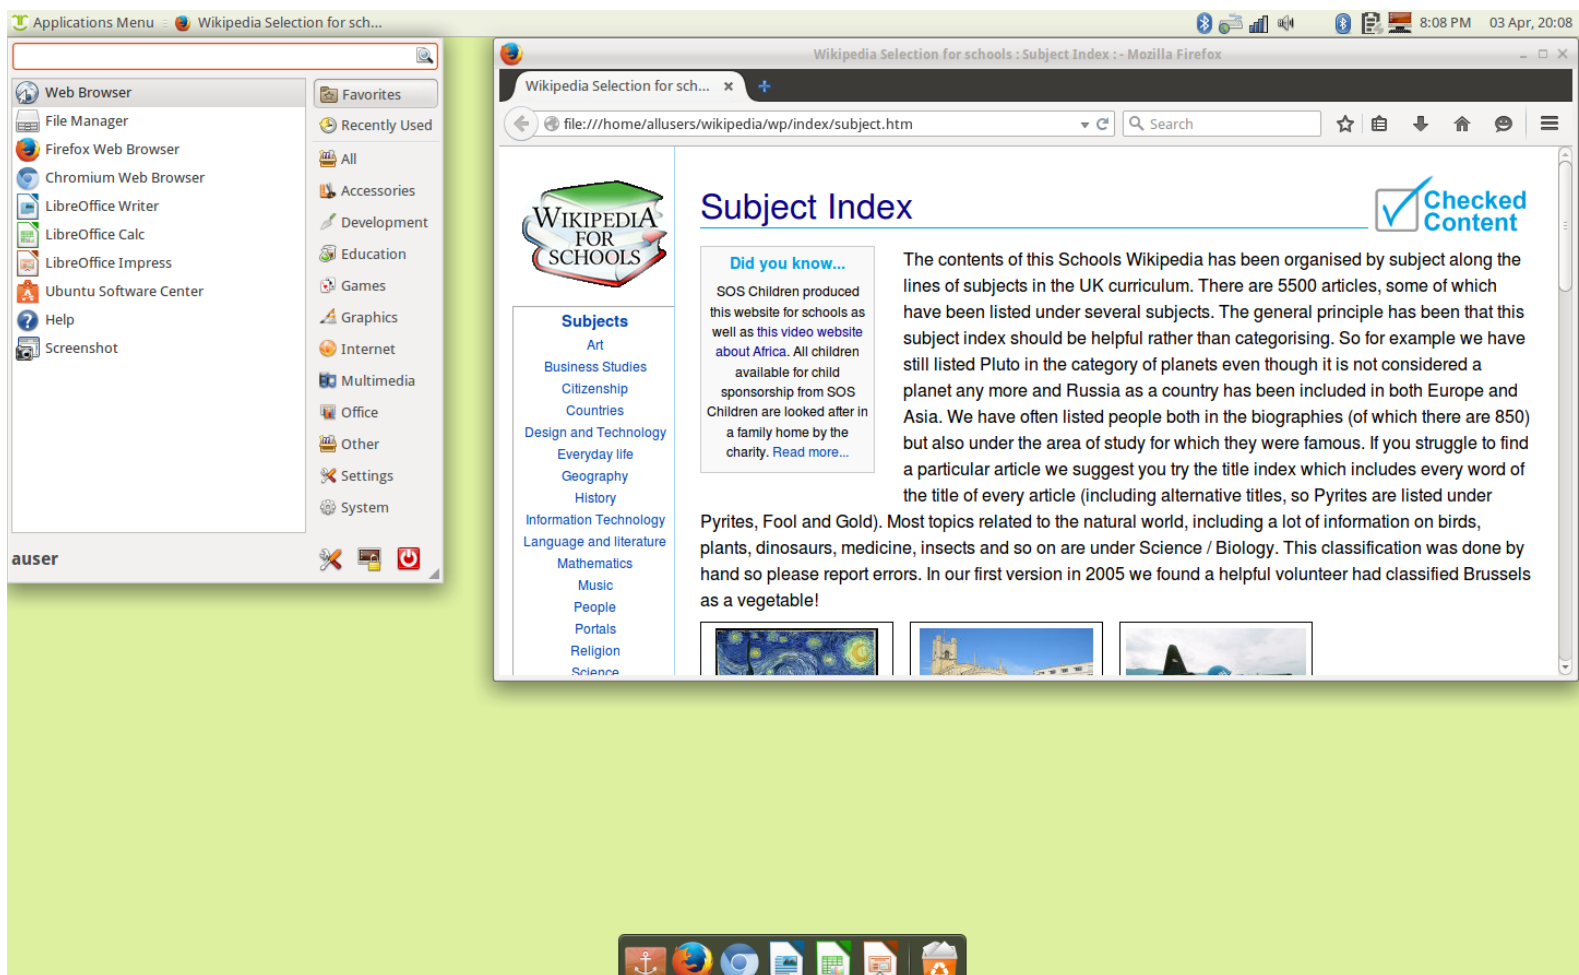 Applications Menu
Wikipedia Selection for sch...
8:08 PM
03 Apr, 20:08
Web Browser
File Manager
Firefox Web Browser
Chromium Web Browser
LibreOffice Writer
LibreOffice Calc
LibreOffice Impress
Ubuntu Software Center
Help
Screenshot
Favorites
Recently Used
All
Accessories
Development
Education
Games
Graphics
Internet
Multimedia
Office
Other
Settings
System
auser
Wikipedia Selection for schools : Subject Index : - Mozilla Firefox
Wikipedia Selection for sch...
file:///home/allusers/wikipedia/wp/index/subject.htm
Search
WIKIPEDIA
FOR
SCHOOLS
Subjects
Art
Business Studies
Citizenship
Countries
Design and Technology
Everyday life
Geography
History
Information Technology
Language and literature
Mathematics
Music
People
Portals
Religion
Science
Subject Index
Checked
Content
Did you know...
SOS Children produced
this website for schools as
well as this video website
about Africa. All children
available for child
sponsorship from SOS
Children are looked after in
a family home by the
charity. Read more...
The contents of this Schools Wikipedia has been organised by subject along the
lines of subjects in the UK curriculum. There are 5500 articles, some of which
have been listed under several subjects. The general principle has been that this
subject index should be helpful rather than categorising. So for example we have
still listed Pluto in the category of planets even though it is not considered a
planet any more and Russia as a country has been included in both Europe and
Asia. We have often listed people both in the biographies (of which there are 850)
but also under the area of study for which they were famous. If you struggle to find
a particular article we suggest you try the title index which includes every word of
the title of every article (including alternative titles, so Pyrites are listed under
Pyrites, Fool and Gold). Most topics related to the natural world, including a lot of information on birds,
plants, dinosaurs, medicine, insects and so on are under Science / Biology. This classification was done by
hand so please report errors. In our first version in 2005 we found a helpful volunteer had classified Brussels
as a vegetable!